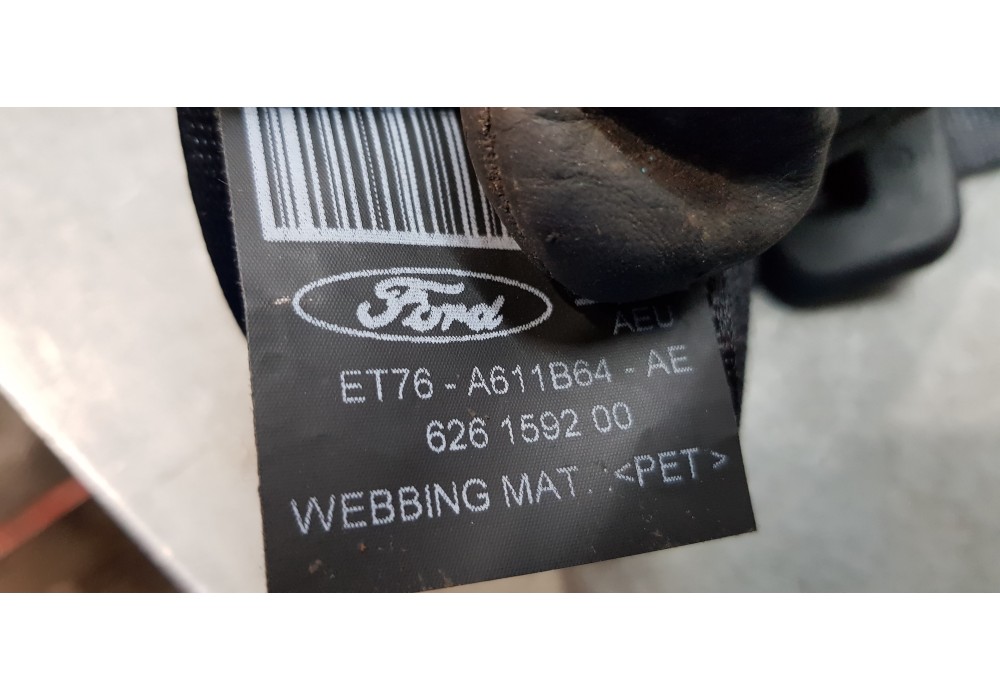 Ford
AEU
ET76 - A611B64 - AE
626 1592 00
WEBBING MAT. : <PET>